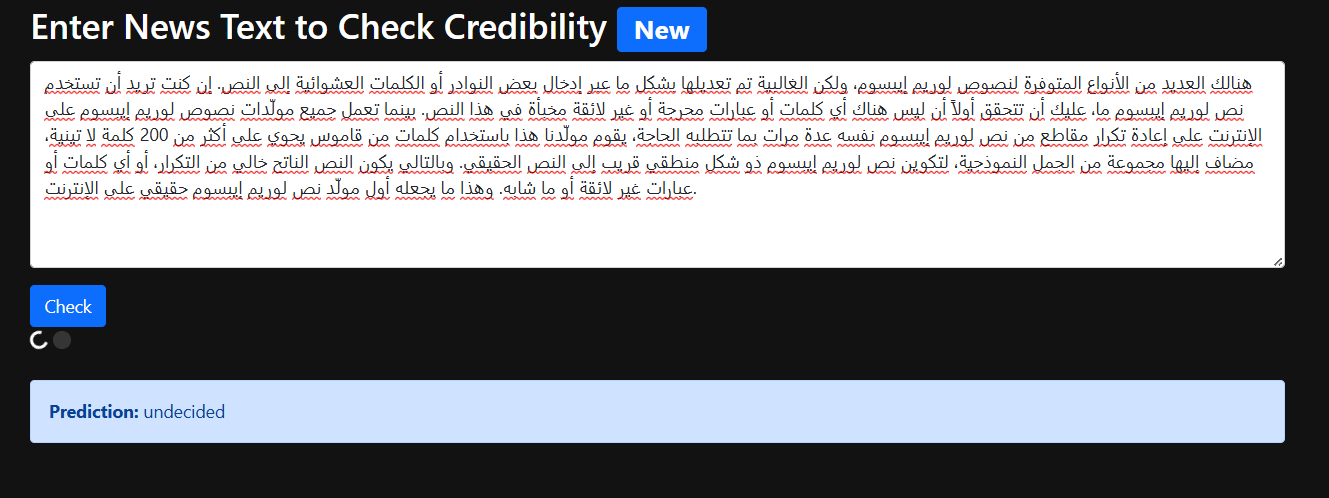 Enter News Text to Check Credibility New
هنالك العديد من الأنواع المتوفرة لنصوص لوريم إيبسوم، ولكن الغالبية تم تعديلها بشكل ما عبر إدخال بعض النوادر أو الكلمات العشوائية إلى النص. إن كنت تريد أن تستخدم
نص لوريم إيبسوم ما، عليك أن تتحقق أولاً أن ليس هناك أي كلمات أو عبارات محرجة أو غير لائقة مخبأة في هذا النص. بينما تعمل جميع مولّدات نصوص لوريم إيبسوم على
الإنترنت على إعادة تكرار مقاطع من نص لوريم إيبسوم نفسه عدة مرات بما تتطلبه الحاجة، يقوم مولّدنا هذا باستخدام كلمات من قاموس يحوي على أكثر من 200 كلمة لا تينية،
مضاف إليها مجموعة من الجمل النموذجية، لتكوين نص لوريم إيبسوم ذو شكل منطقي قريب إلى النص الحقيقي. وبالتالي يكون النص الناتح خالي من التكرار، أو أي كلمات أو
عبارات غير لائقة أو ما شابه. وهذا ما يجعله أول مولّد نص لوريم إيبسوم حقيقي على الإنترنت.
Check
Prediction: undecided